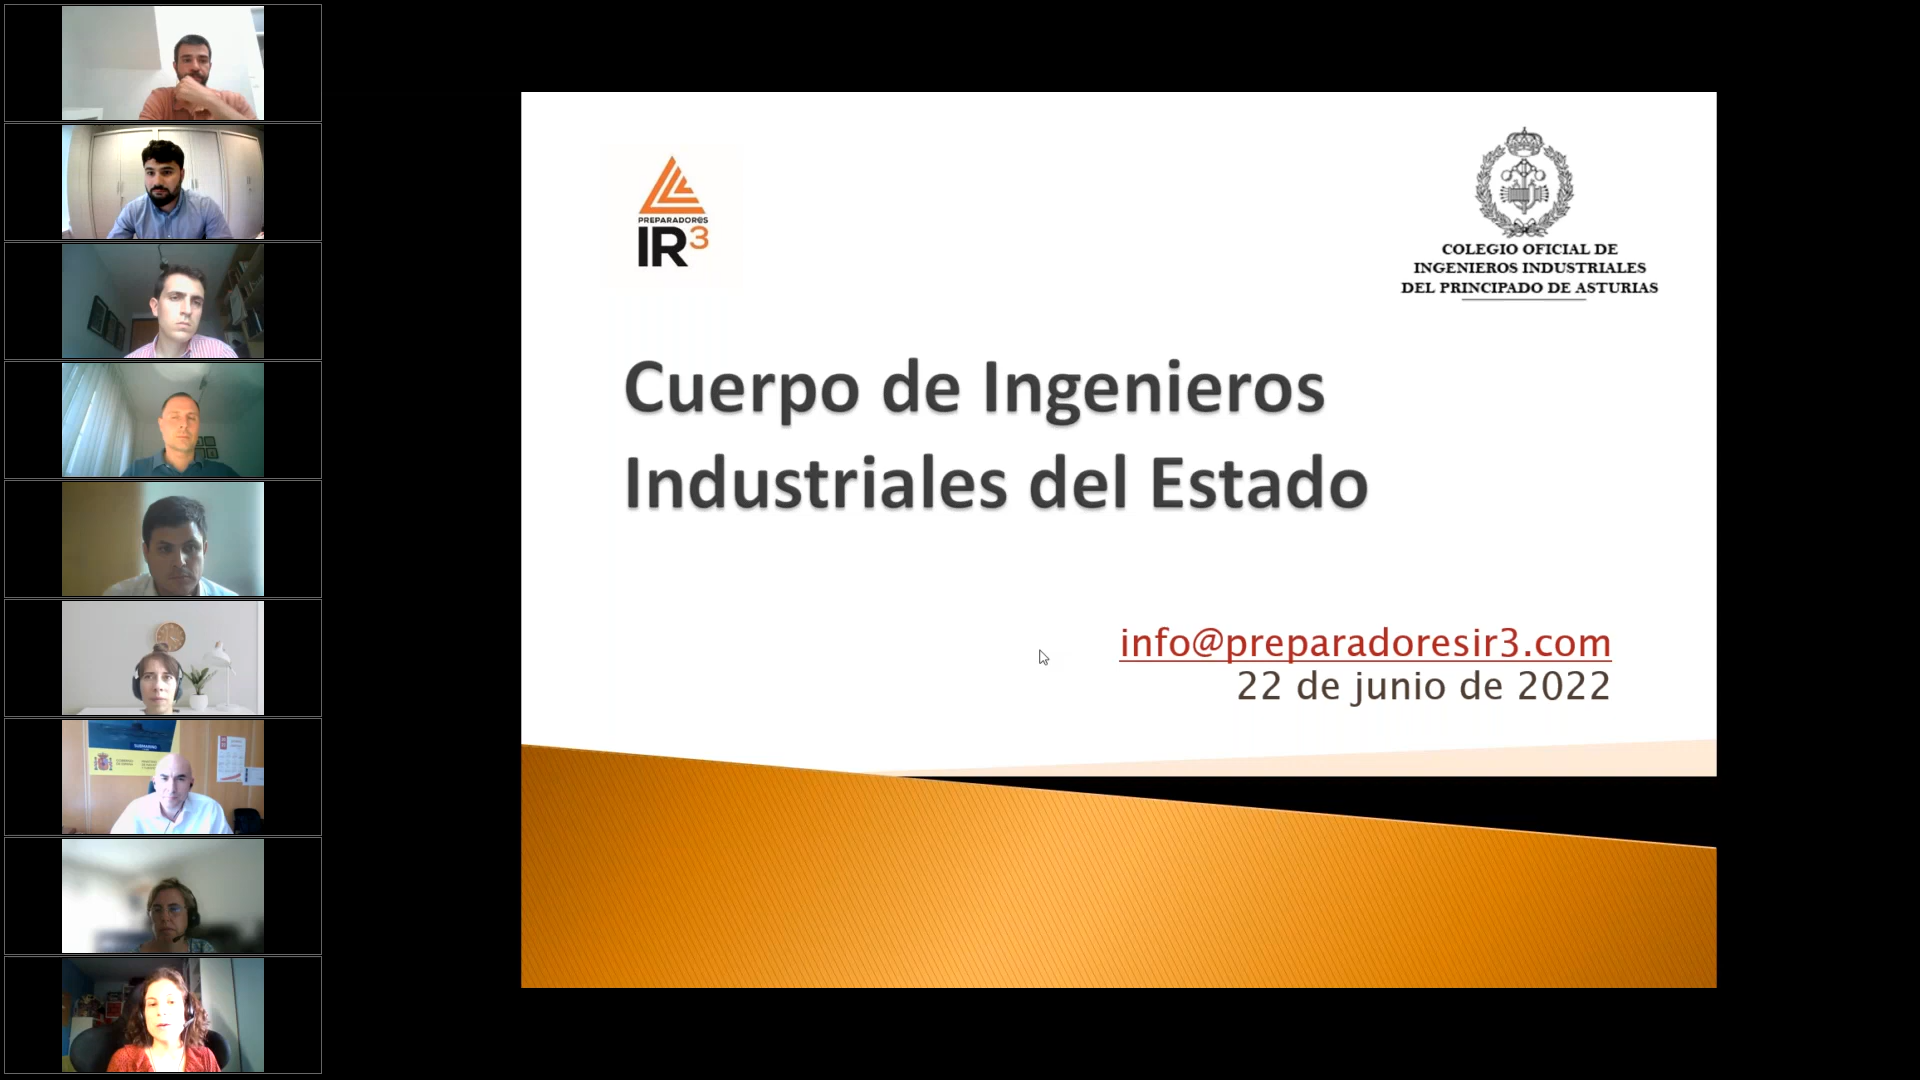 PREPARADOR@S
IR3
COLEGIO OFICIAL DE
INGENIEROS INDUSTRIALES
DEL PRINCIPADO DE ASTURIAS
Cuerpo de Ingenieros
Industriales del Estado
info@preparadoresir3.com
22 de junio de 2022